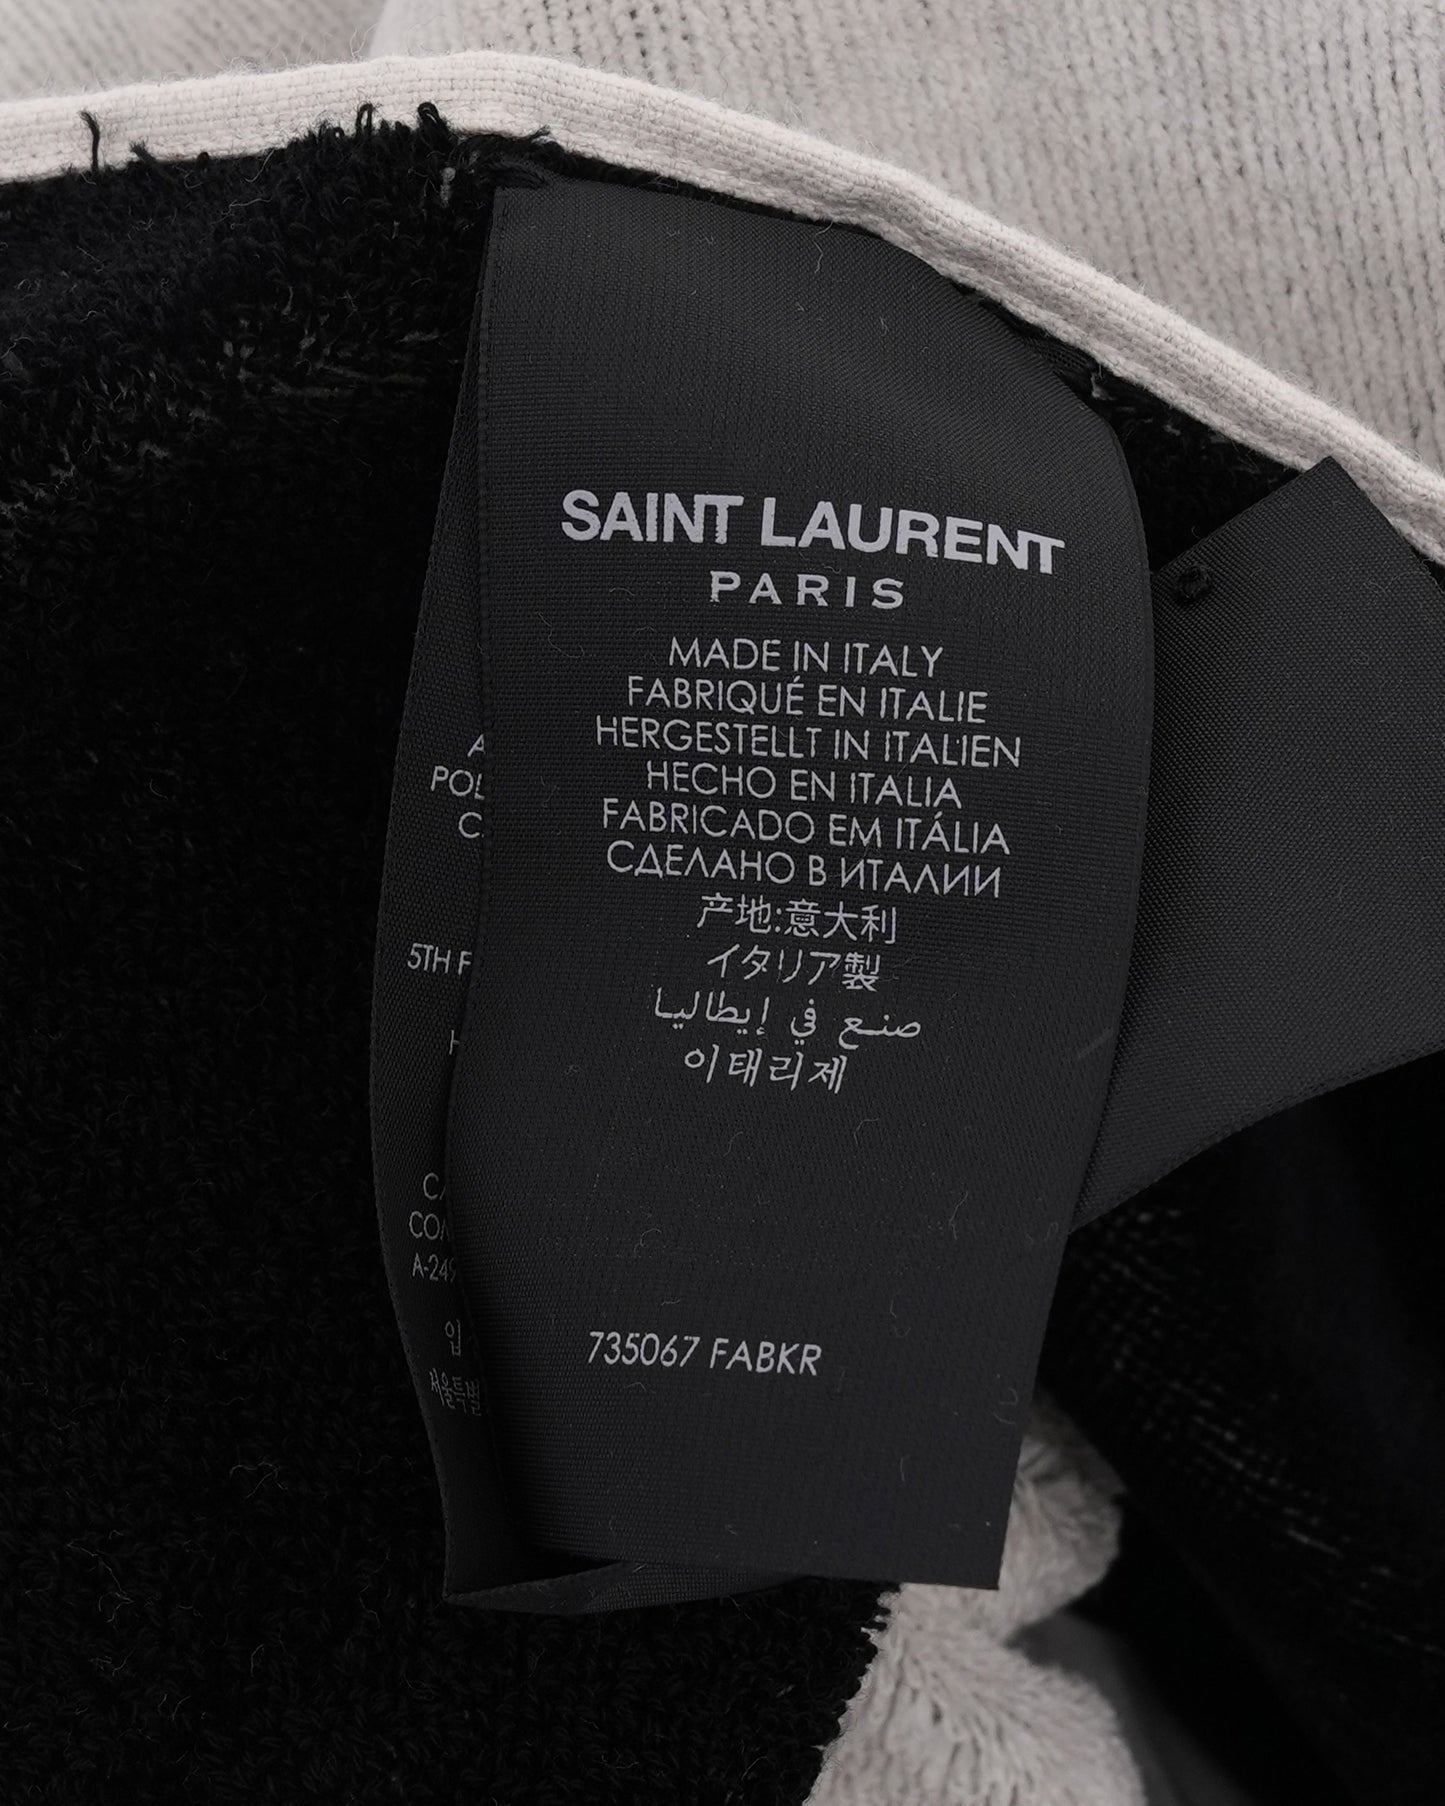 SAINT LAURENT
PARIS
MADE IN ITALY
FABRIQUÉ EN ITALIE
HERGESTELLT IN ITALIEN
HECHO EN ITALIA
FABRICADO EM ITÁLIA
СДЕЛАНО В ИТАЛИИ
产地:意大利
イタリア製
صنع في إيطاليا
이태리제
735067 FABKR
5TH F
A-249